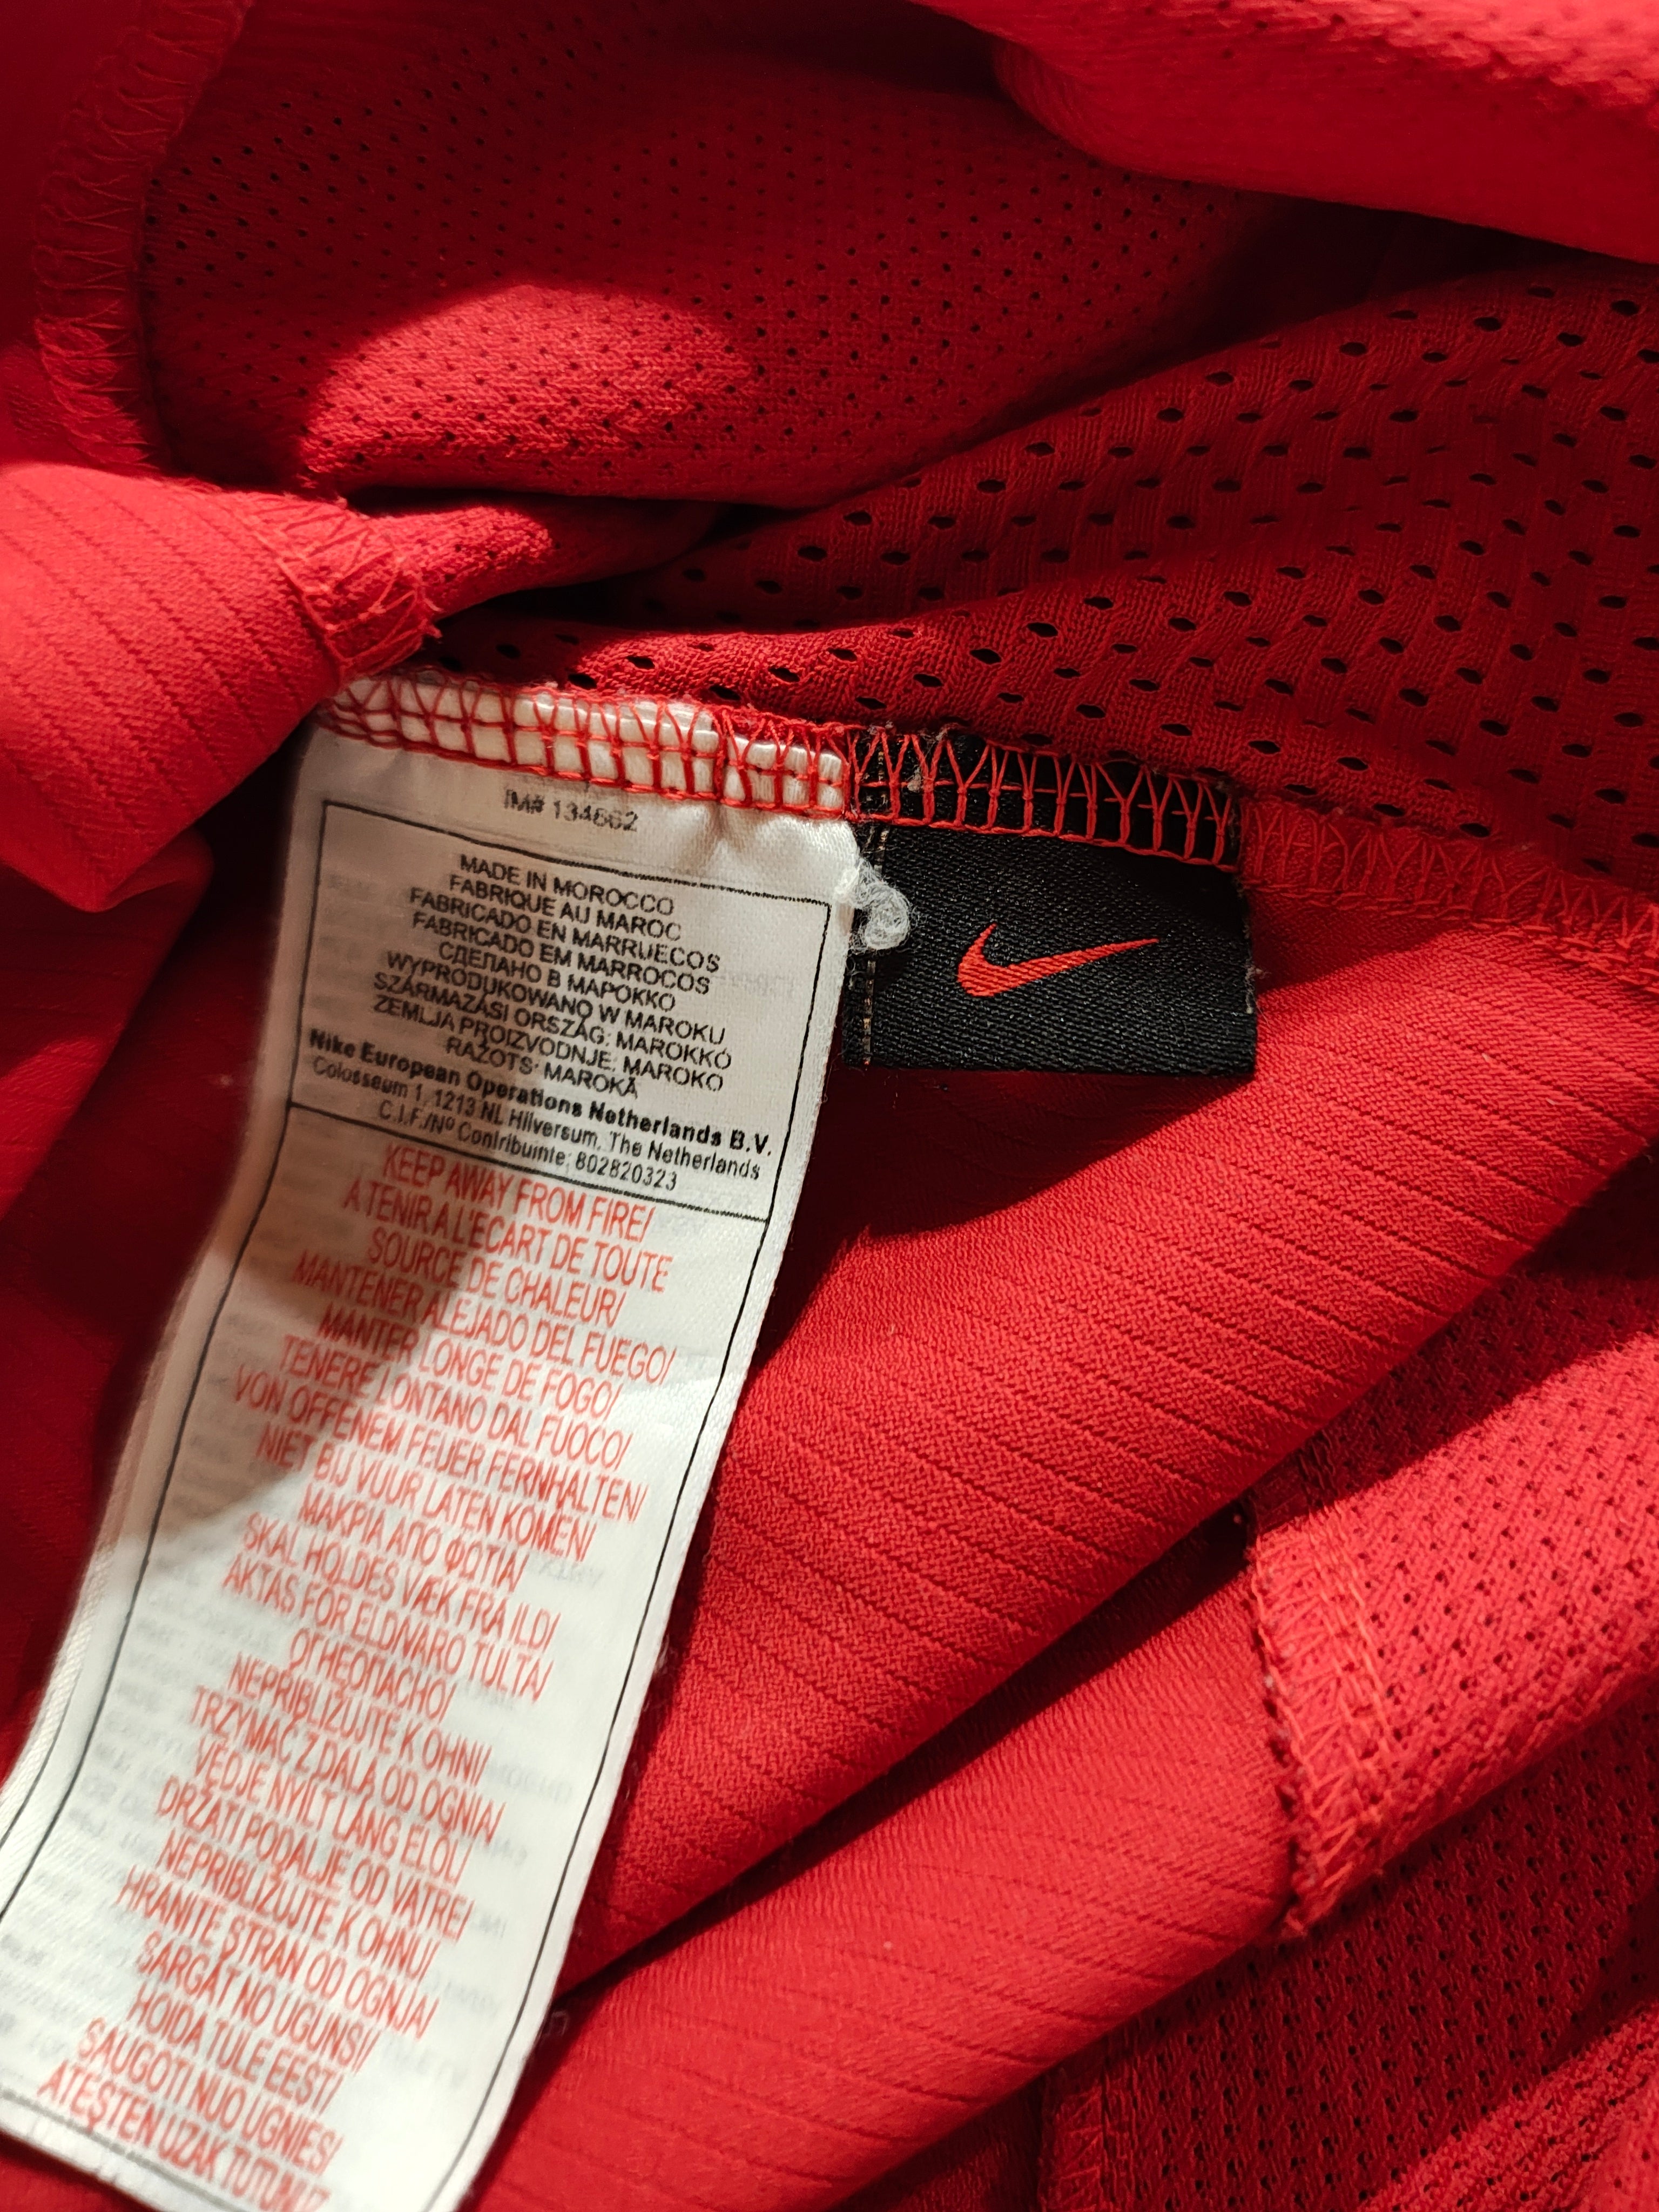 IM# 134662
MADE IN MOROCCO
FABRIQUE AU MAROC
FABRICADO EN MARRUECOS
FABRICADO EM MARROCOS
СДЕПАНО В МАРОККО
WYPRODUKOWANO W MAROKU
SZÁRMAZÁSI ORSZÁG: MAROKKÓ
ZEMLJA PROIZVODNJE: MAROKO
RAŽOTS: MAROKĀ
Nike European Operations Netherlands B.V.
Colosseum 1, 1213 NL Hilversum, The Netherlands
C.I.F./Nº Contribuinte: 802820323
KEEP AWAY FROM FIRE/
A TENIR A L'ECART DE TOUTE
SOURCE DE CHALEUR/
MANTENER ALEJADO DEL FUEGO/
MANTER LONGE DE FOGO/
TENERE LONTANO DAL FUOCO/
VON OFFENEM FEUER FERNHALTEN/
NIET BIJ VUUR LATEN KOMEN/
ΜΑΚΡΙΑ ΑΠΟ ΦΩΤΙΑ/
SKAL HOLDES VÆK FRA ILD/
AKTAS FÖR ELDNARO TULTA/
ОГНЕОПАСНО/
NEPŘIBLIŽUJTE K OHNI/
TRZYMAĆ Z DALA OD OGNIA/
VÉDJE NYÍLT LÁNG ELŐL/
DRŽATI PODALJE OD VATRE/
NEPRIBLIŽUJTE K OHNU/
HRANITE STRAN OD OGNJA/
SARGĀT NO UGUNS/
HOIDA TULE EEST/
SAUGOTI NUO UGNIES/
ATEŞTEN UZAK TUTUNUZ